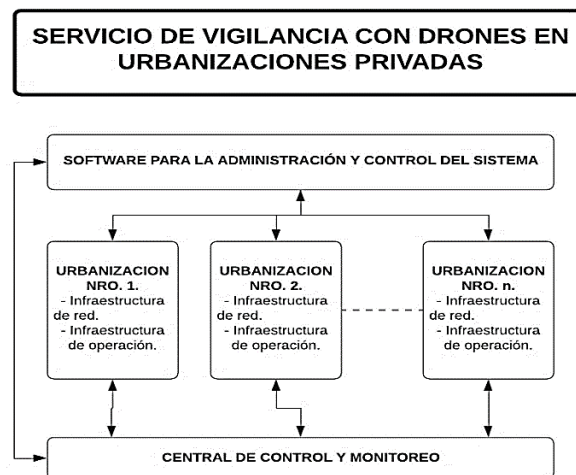 SERVICIO DE VIGILANCIA CON DRONES EN
URBANIZACIONES PRIVADAS
SOFTWARE PARA LA ADMINISTRACIÓN Y CONTROL DEL SISTEMA
URBANIZACION
NRO. 1.
- Infraestructura
de red.
- Infraestructura
de operación.
URBANIZACION
NRO. 2.
- Infraestructura
de red.
- Infraestructura
de operación.
URBANIZACION
NRO. n.
- Infraestructura
de red.
- Infraestructura
de operación.
CENTRAL DE CONTROL Y MONITOREO